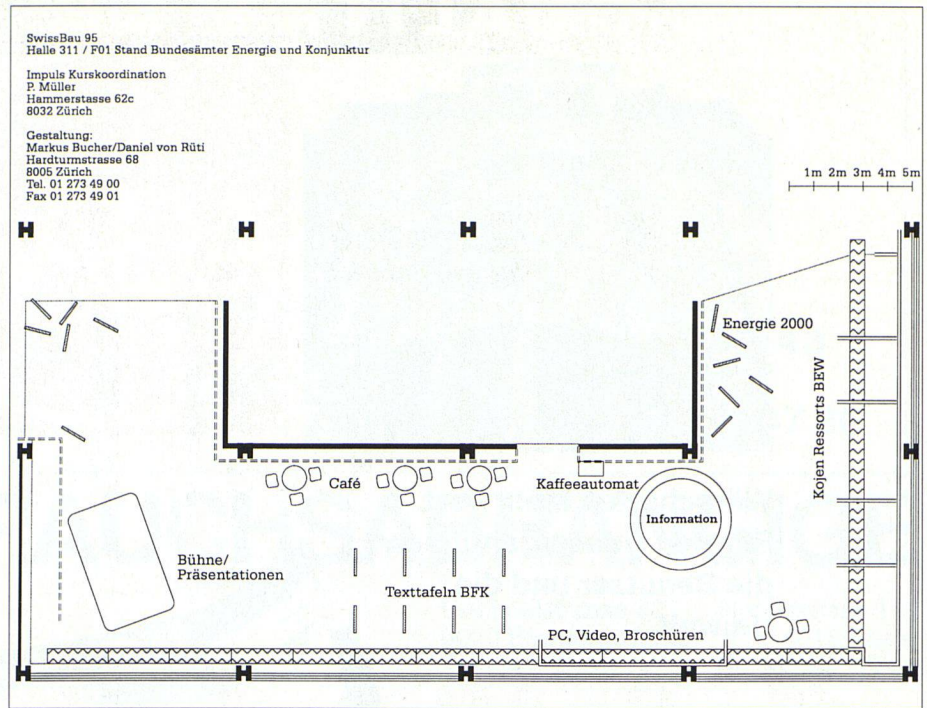 SwissBau 95
Halle 311 / F01 Stand Bundesämter Energie und Konjunktur
Impuls Kurskoordination
P. Müller
Hammerstasse 62c
8032 Zürich
Gestaltung:
Markus Bucher/Daniel von Rüti
Hardturmstrasse 68
8005 Zürich
Tel. 01 273 49 00
Fax 01 273 49 01
1m 2m 3m 4m 5m
Energie 2000
Kojen Ressorts BEW
Café
Kaffeeautomat
Information
Bühne/
Präsentationen
Texttafeln BFK
PC, Video, Broschüren